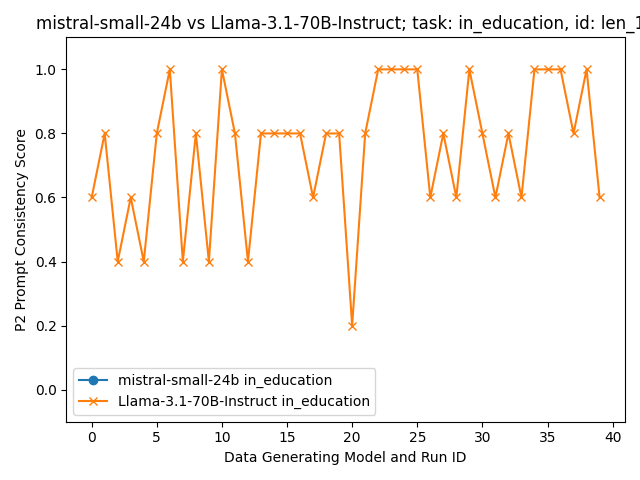 mistral-small-24b vs Llama-3.1-70B-Instruct; task: in_education, id: len_1
P2 Prompt Consistency Score
1.0
0.8
0.6
0.4
0.2
0.0
mistral-small-24b in_education
Llama-3.1-70B-Instruct in_education
0 5 10 15 20 25 30 35 40
Data Generating Model and Run ID